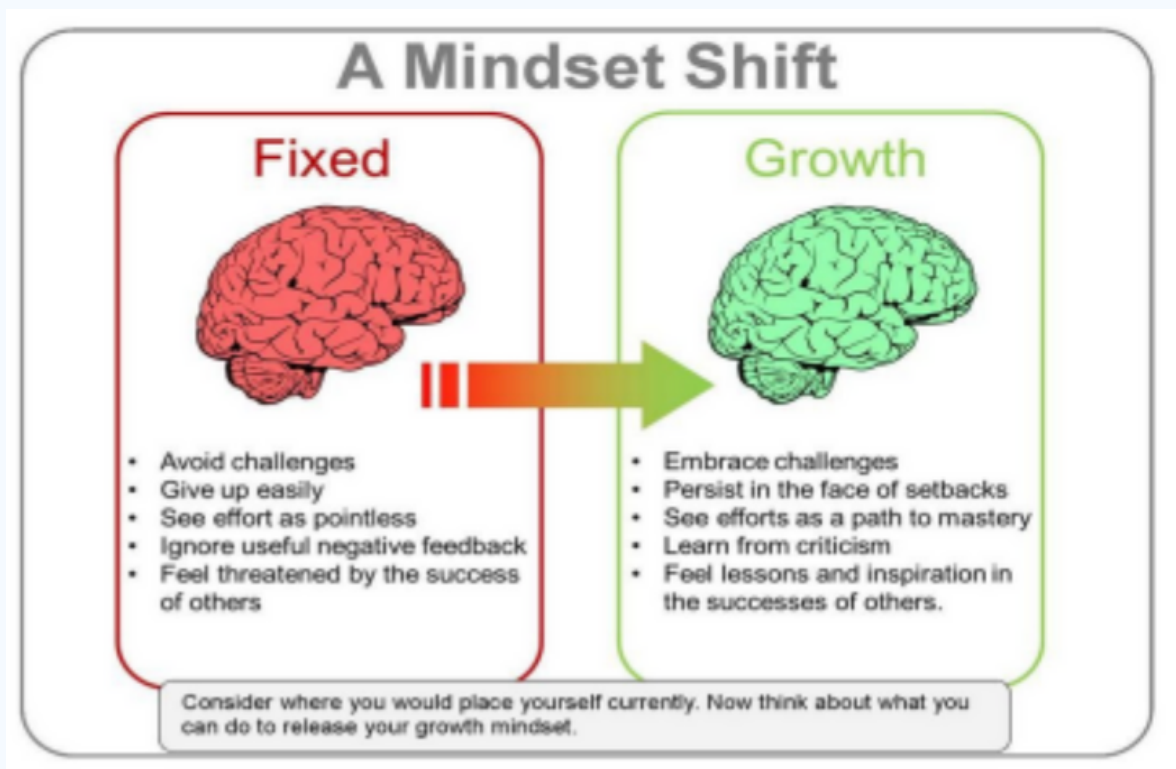 A Mindset Shift
Fixed
• Avoid challenges
• Give up easily
• See effort as pointless
• Ignore useful negative feedback
• Feel threatened by the success
of others
Growth
• Embrace challenges
• Persist in the face of setbacks
• See efforts as a path to mastery
• Learn from criticism
• Feel lessons and inspiration in
the successes of others.
Consider where you would place yourself currently. Now think about what you
can do to release your growth mindset.